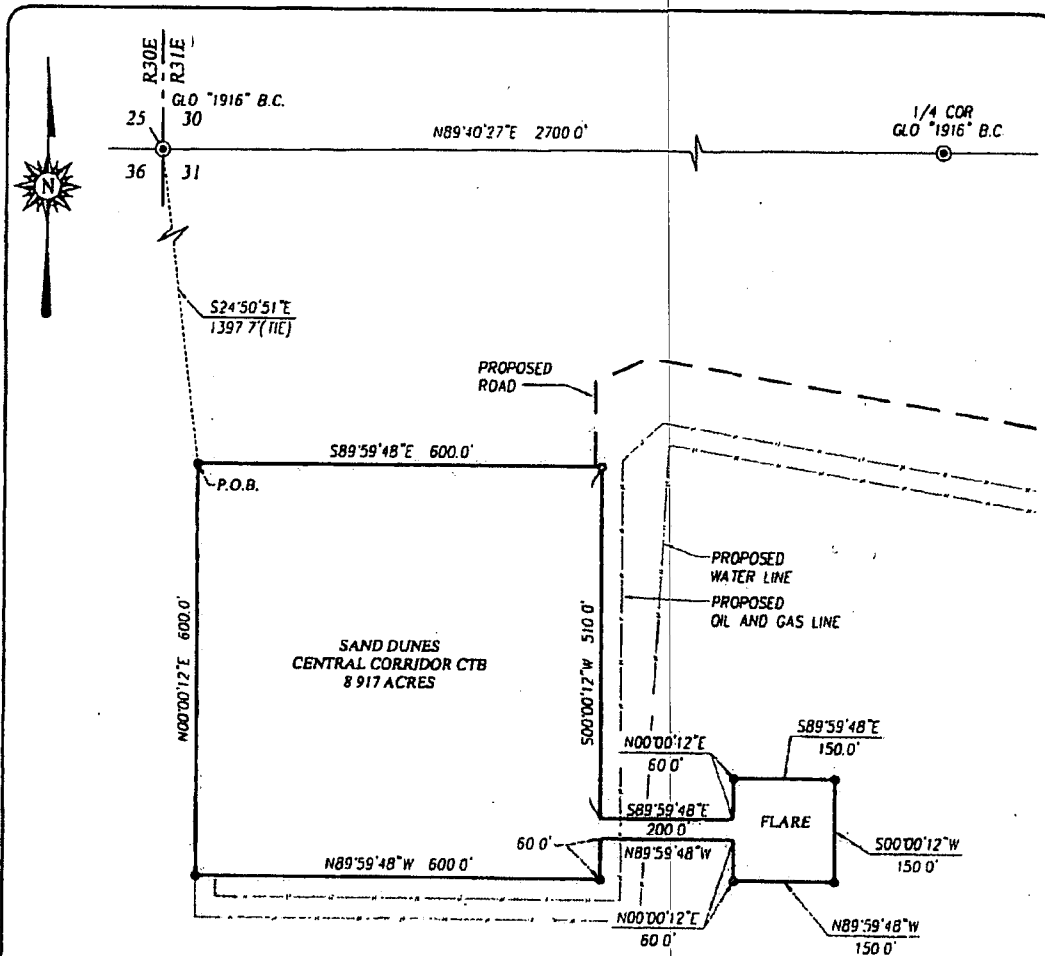 R30E
R31E
GLO "1916" B.C.
25 30
36 31
N89°40'27"E 2700 0'
1/4 COR
GLO "1916" B.C.
N
S24°50'51"E
1397 7'(TIE)
PROPOSED
ROAD
S89°59'48"E 600.0'
P.O.B.
N00°00'12"E 600.0'
SAND DUNES
CENTRAL CORRIDOR CTB
8 917 ACRES
S00°00'12"W 510 0'
PROPOSED
WATER LINE
PROPOSED
OIL AND GAS LINE
N00°00'12"E
60 0'
S89°59'48"E
150.0'
S89°59'48"E
200 0'
N89°59'48"W
FLARE
S00°00'12"W
150 0'
60 0'
N89°59'48"W 600 0'
N00°00'12"E
60 0'
N89°59'48"W
150 0'